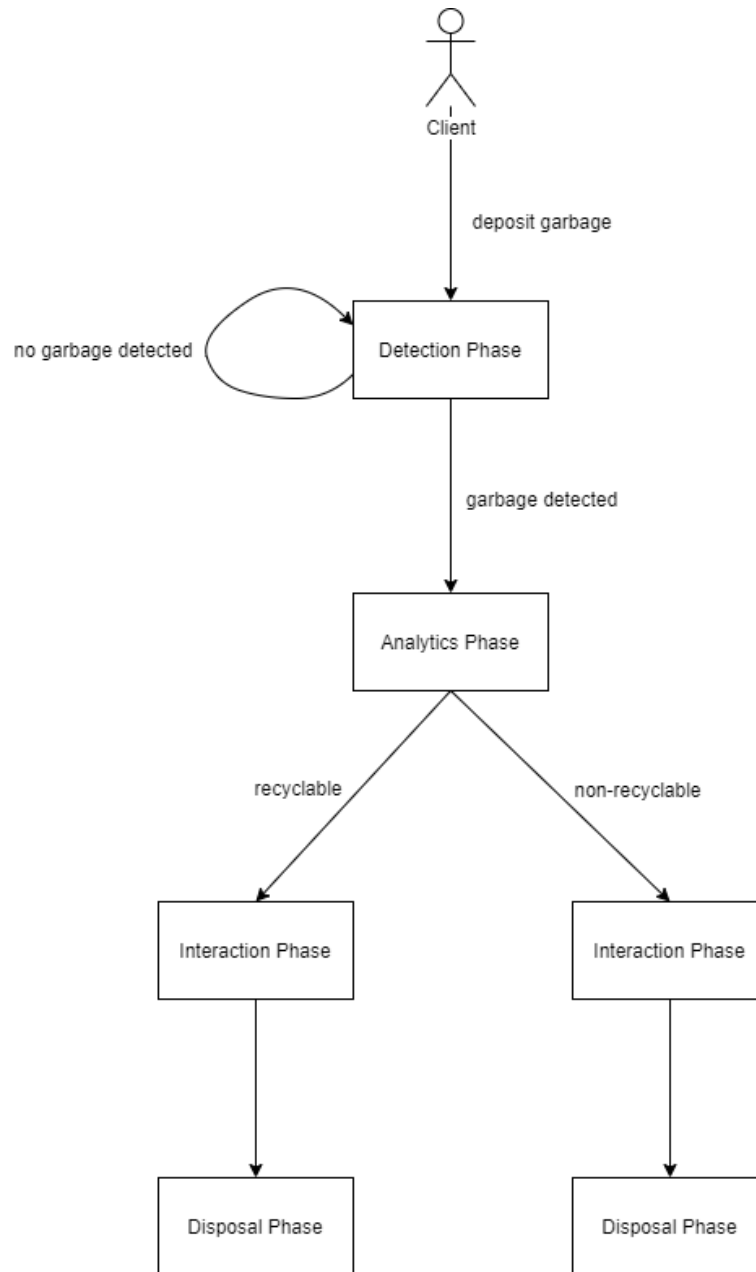 Client
deposit garbage
no garbage detected
Detection Phase
garbage detected
Analytics Phase
recyclable
non-recyclable
Interaction Phase
Interaction Phase
Disposal Phase
Disposal Phase